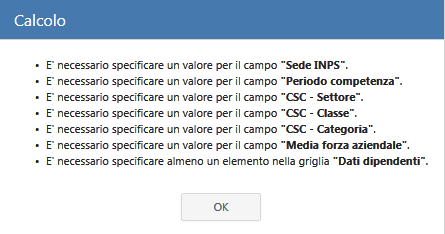 Calcolo
• E' necessario specificare un valore per il campo "Sede INPS".
• E' necessario specificare un valore per il campo "Periodo competenza".
• E' necessario specificare un valore per il campo "CSC - Settore".
• E' necessario specificare un valore per il campo "CSC - Classe".
• E' necessario specificare un valore per il campo "CSC - Categoria".
• E' necessario specificare un valore per il campo "Media forza aziendale".
• E' necessario specificare almeno un elemento nella griglia "Dati dipendenti".
OK